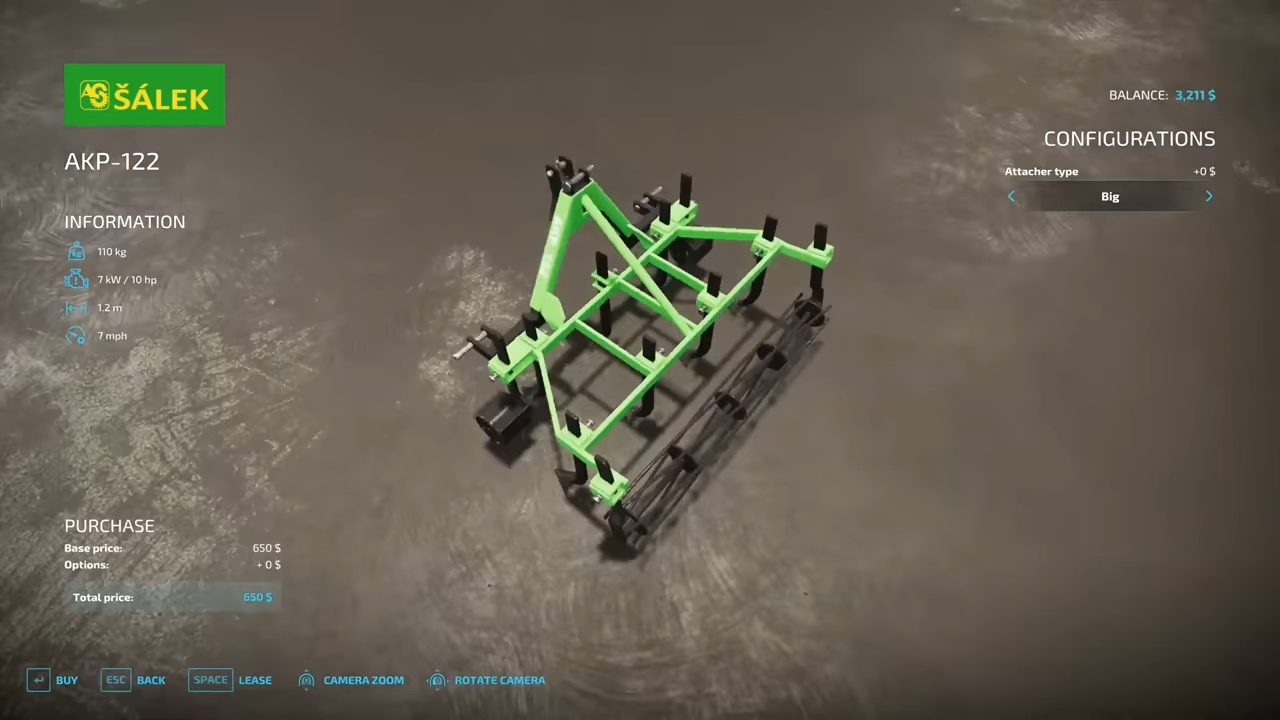 ŠÁLEK
AKP-122
INFORMATION
110 kg
7 kW / 10 hp
1.2 m
7 mph
PURCHASE
Base price: 650 $
Options: + 0 $
Total price: 650 $
BALANCE: 3,211 $
CONFIGURATIONS
Attacher type +0 $
Big
BUY ESC BACK SPACE LEASE CAMERA ZOOM ROTATE CAMERA